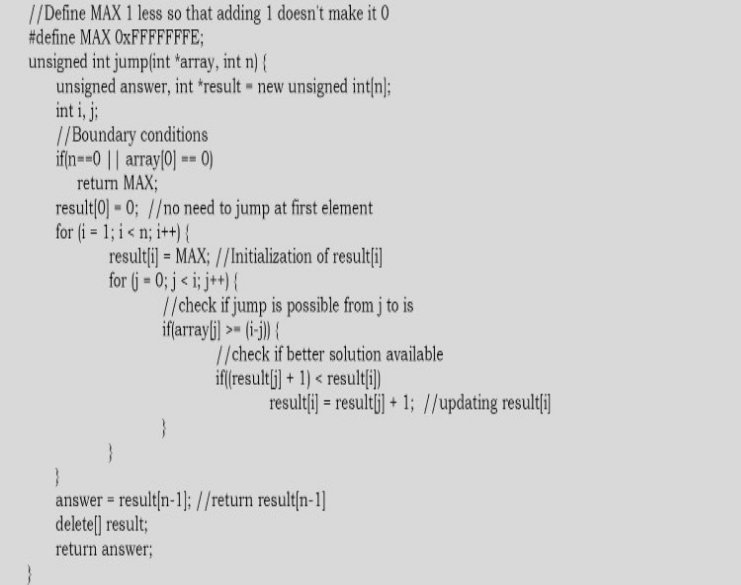 //Define MAX 1 less so that adding 1 doesn't make it 0
#define MAX 0xFFFFFFFE;
unsigned int jump(int *array, int n) {
unsigned answer, int *result = new unsigned int[n];
int i, j;
//Boundary conditions
if(n==0 || array[0] == 0)
return MAX;
result[0] = 0; //no need to jump at first element
for (i = 1; i < n; i++) {
result[i] = MAX; //Initialization of result[i]
for (j = 0; j < i; j++) {
//check if jump is possible from j to is
if(array[j] >= (i-j)) {
//check if better solution available
if((result[j] + 1) < result[i])
result[i] = result[j] + 1; //updating result[i]
}
}
}
answer = result[n-1]; //return result[n-1]
delete[] result;
return answer;
}